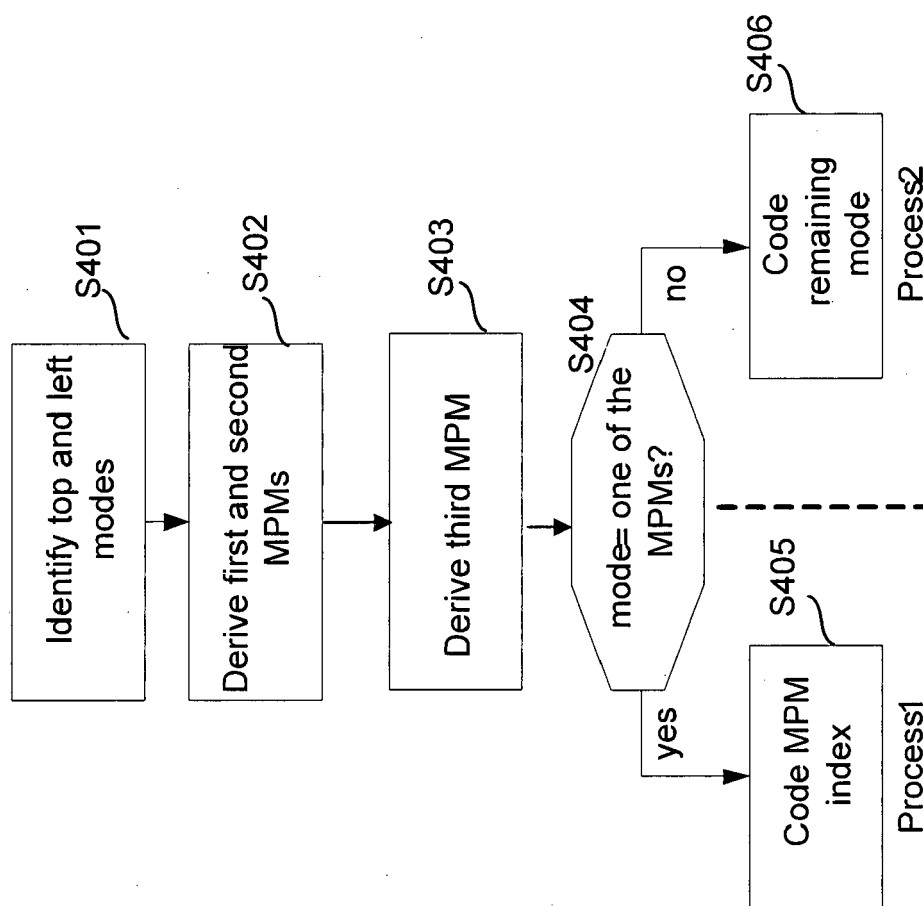 S401
Identify top and left
modes
S402
Derive first and second
MPMs
S403
Derive third MPM
S404
mode= one of the
MPMs?
yes
no
S405
Code MPM
index
Process1
S406
Code
remaining
mode
Process2